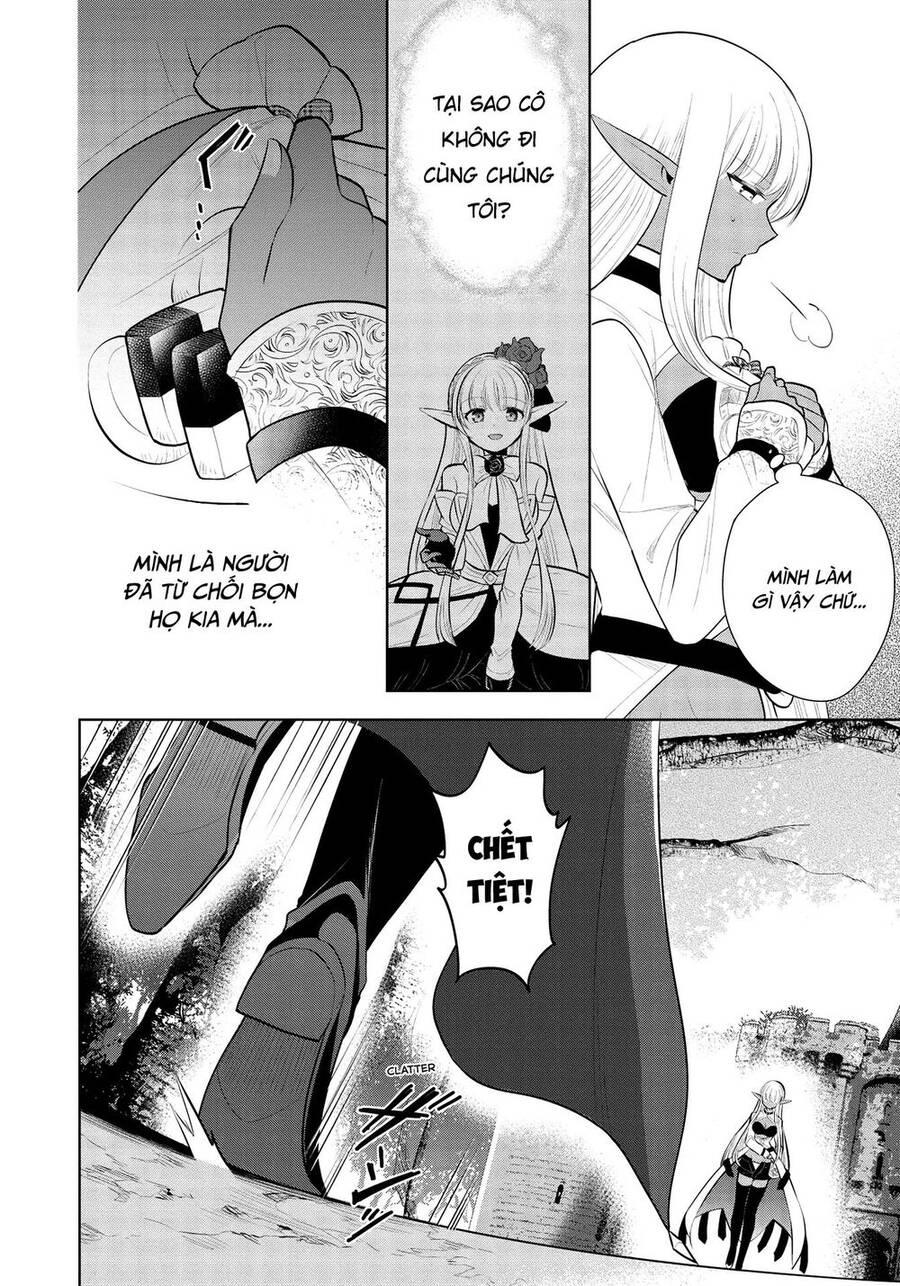 MÌNH LÀM
GÌ VẬY CHỨ...
TẠI SAO CÔ
KHÔNG ĐI
CÙNG CHÚNG
TÔI?
MÌNH LÀ NGƯỜI
ĐÃ TỪ CHỐI BỌN
HỌ KIA MÀ...
CHẾT
TIỆT!
CLATTER